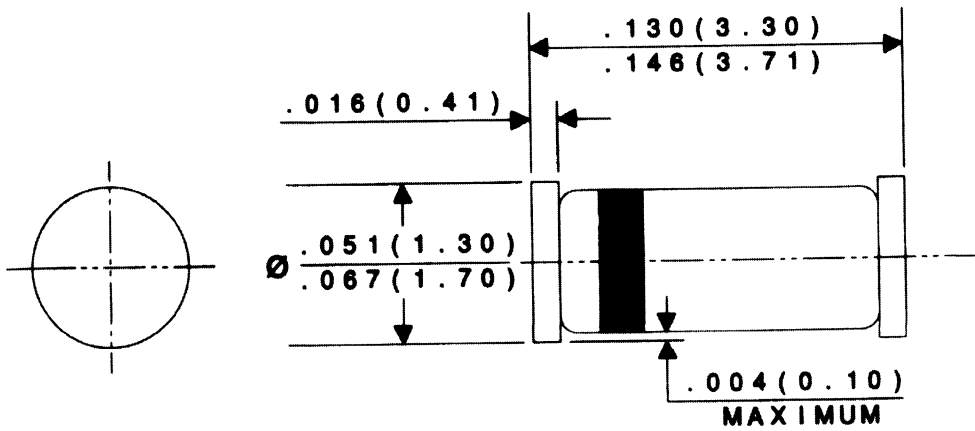 .130(3.30)
.146(3.71)
.016(0.41)
Ø .051(1.30)
.067(1.70)
.004(0.10)
MAXIMUM